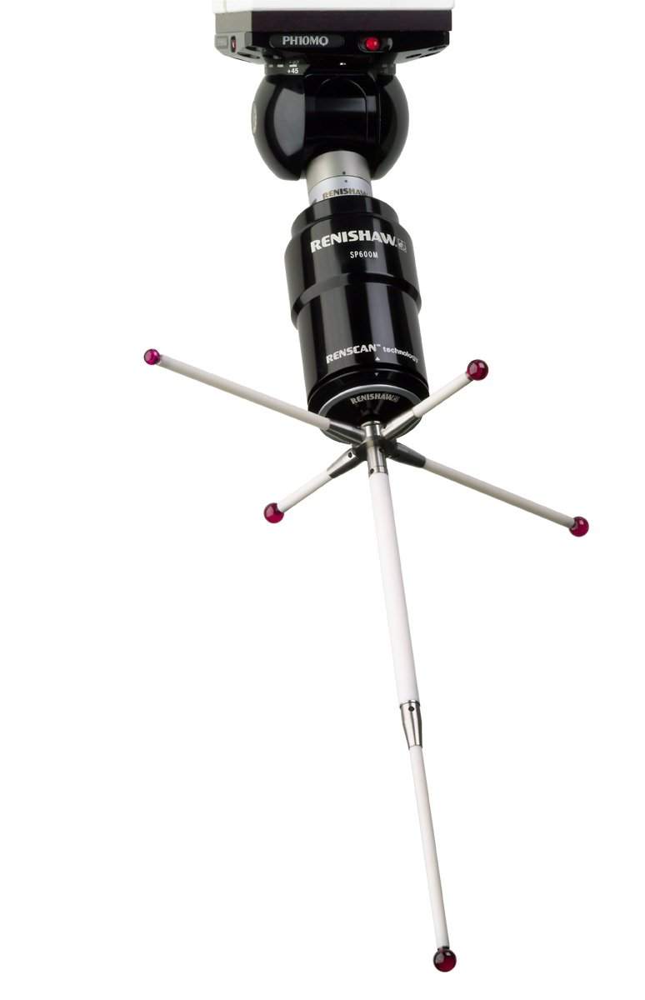 PH10MQ
+45
RENISHAW
RENISHAW
SP600M
RENSCAN™ technology
RENISHAW